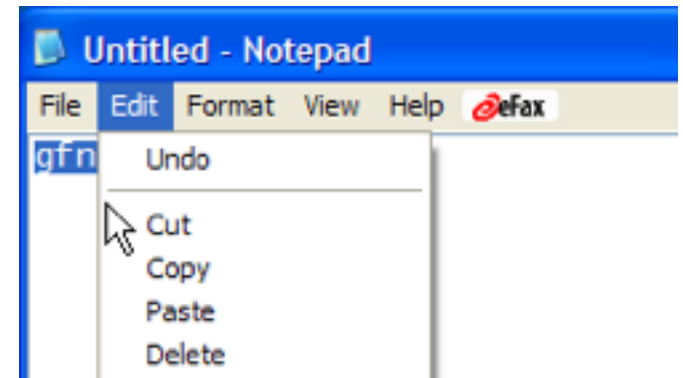 Untitled - Notepad
File Edit Format View Help eFax
gfn
Undo
Cut
Copy
Paste
Delete